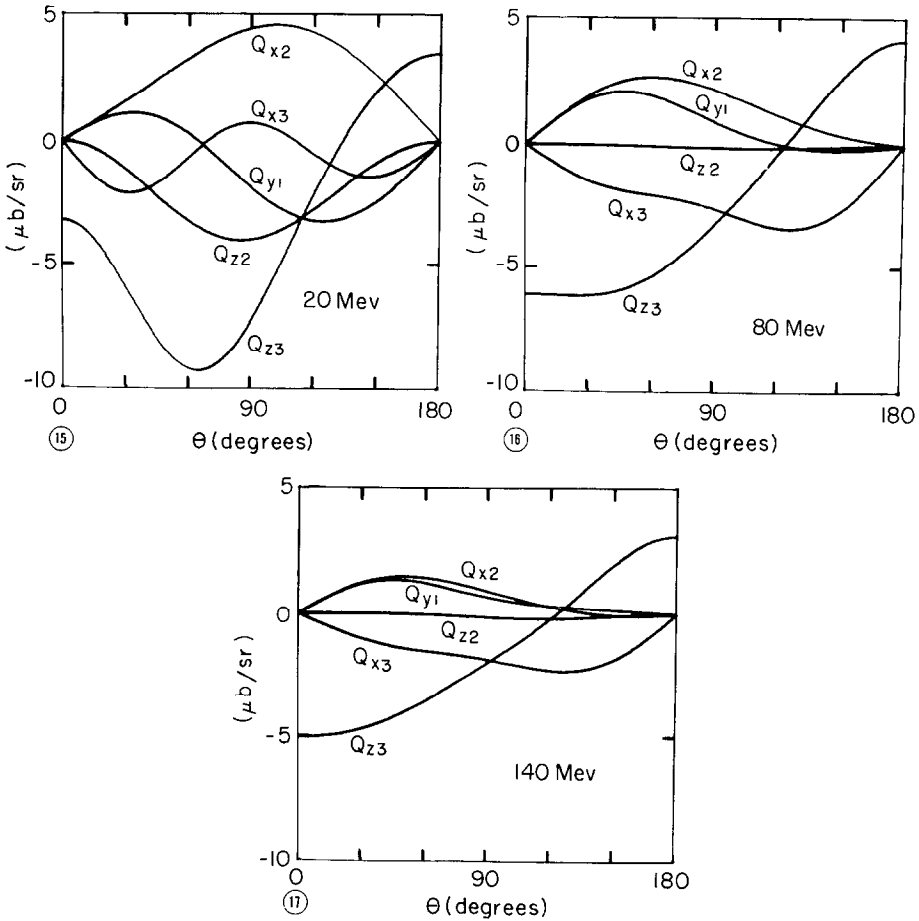 5
0
-5
-10
(μb/sr)
Qx2
Qx3
Qy1
Qz2
Qz3
20 Mev
0
90
180
θ (degrees)
15
5
0
-5
-10
(μb/sr)
Qx2
Qy1
Qz2
Qx3
Qz3
80 Mev
0
90
180
θ (degrees)
16
5
0
-5
-10
(μb/sr)
Qx2
Qy1
Qz2
Qx3
Qz3
140 Mev
0
90
180
θ (degrees)
17